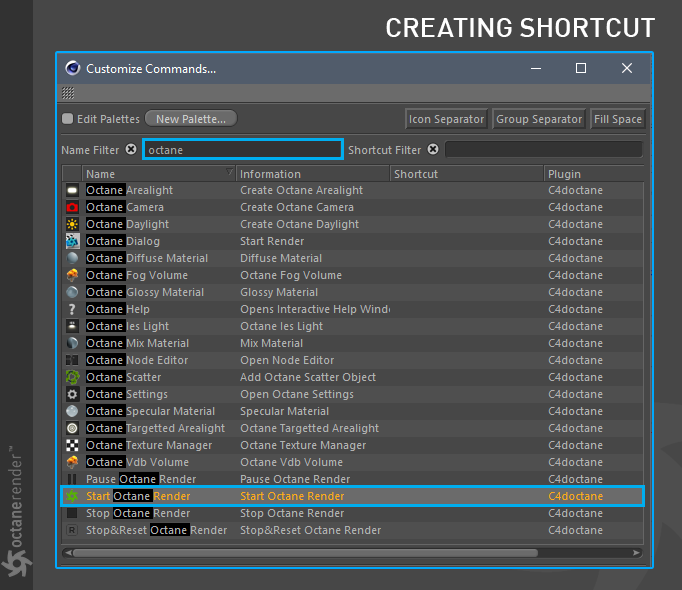 CREATING SHORTCUT
Customize Commands...
Edit Palettes New Palette... Icon Separator Group Separator Fill Space
Name Filter octane Shortcut Filter
Name Information Shortcut Plugin
Octane Arealight Create Octane Arealight C4doctane
Octane Camera Create Octane Camera C4doctane
Octane Daylight Create Octane Daylight C4doctane
Octane Dialog Start Render C4doctane
Octane Diffuse Material Diffuse Material C4doctane
Octane Fog Volume Octane Fog Volume C4doctane
Octane Glossy Material Glossy Material C4doctane
Octane Help Opens Interactive Help Wind C4doctane
Octane Ies Light Octane Ies Light C4doctane
Octane Mix Material Mix Material C4doctane
Octane Node Editor Open Node Editor C4doctane
Octane Scatter Add Octane Scatter Object C4doctane
Octane Settings Open Octane Settings C4doctane
Octane Specular Material Specular Material C4doctane
Octane Targetted Arealight Octane Targetted Arealight C4doctane
Octane Texture Manager Octane Texture Manager C4doctane
Octane Vdb Volume Octane Vdb Volume C4doctane
Pause Octane Render Pause Octane Render C4doctane
Start Octane Render Start Octane Render C4doctane
Stop Octane Render Stop Octane Render C4doctane
Stop&Reset Octane Render Stop&Reset Octane Render C4doctane
octanerender™